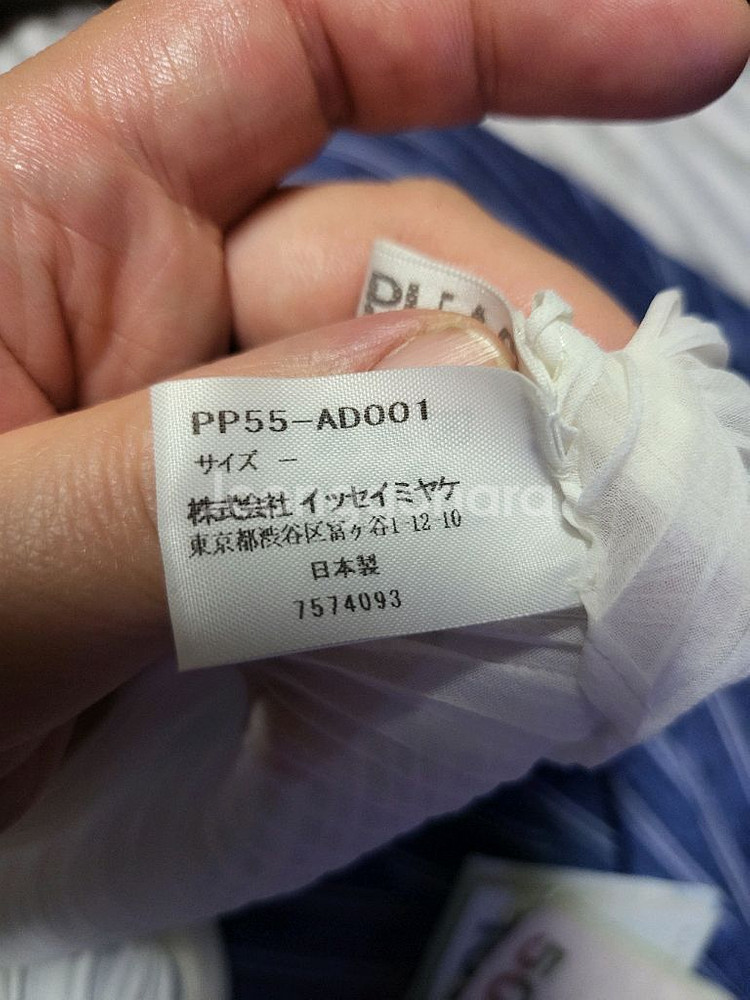 PP55-AD001
サイズ ー
株式会社 イッセイミヤケ
東京都渋谷区富ヶ谷1-12-10
日本製
7574093
50